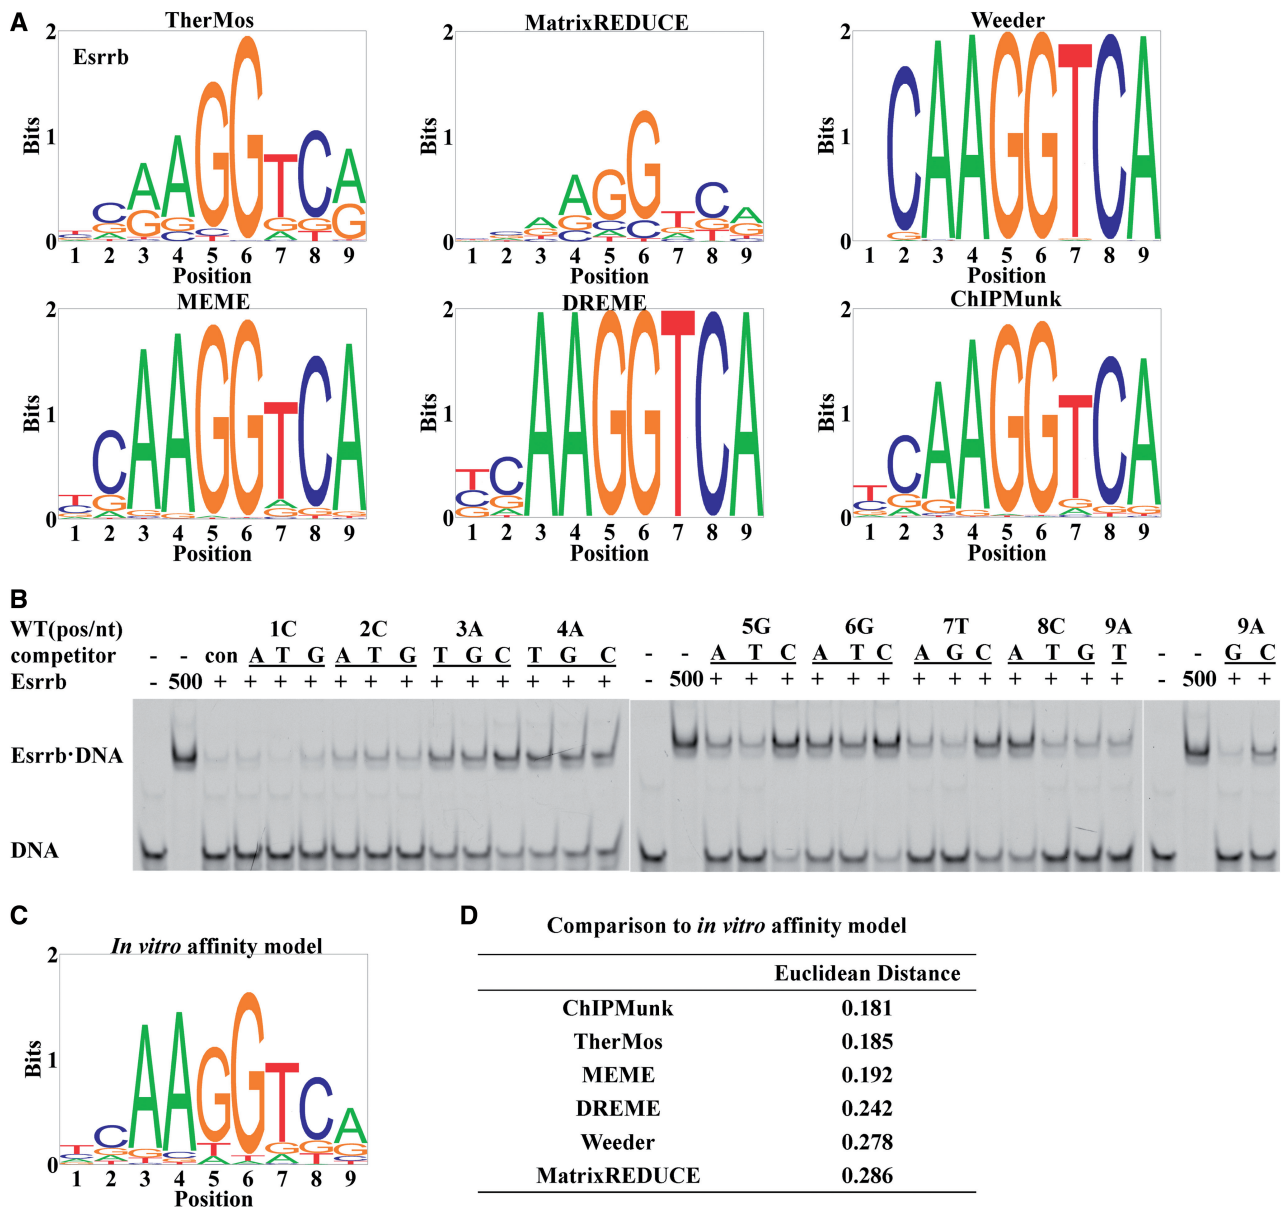 A
TherMos
MatrixREDUCE
Weeder
Esrrb
2
1
0
Bits
1 2 3 4 5 6 7 8 9
Position
2
1
0
Bits
1 2 3 4 5 6 7 8 9
Position
2
1
0
Bits
1 2 3 4 5 6 7 8 9
Position
MEME
DREME
ChIPMunk
2
1
0
Bits
1 2 3 4 5 6 7 8 9
Position
2
1
0
Bits
1 2 3 4 5 6 7 8 9
Position
2
1
0
Bits
1 2 3 4 5 6 7 8 9
Position
B
WT(pos/nt) 1C 2C 3A 4A 5G 6G 7T 8C 9A 9A
competitor - - con A T G A T G T G C T G C - - A T C A T C A G C A T G T - - G C
Esrrb - 500 + + + + + + + + + + + + + - 500 + + + + + + + + + + + + + - 500 + +
Esrrb·DNA
DNA
C
In vitro affinity model
2
1
0
Bits
1 2 3 4 5 6 7 8 9
Position
D
Comparison to in vitro affinity model
Euclidean Distance
ChIPMunk 0.181
TherMos 0.185
MEME 0.192
DREME 0.242
Weeder 0.278
MatrixREDUCE 0.286